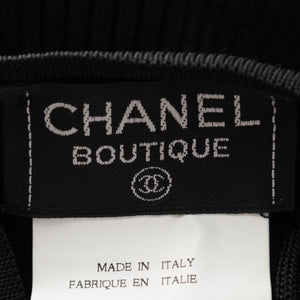 CHANEL
BOUTIQUE
MADE IN ITALY
FABRIQUE EN ITALIE